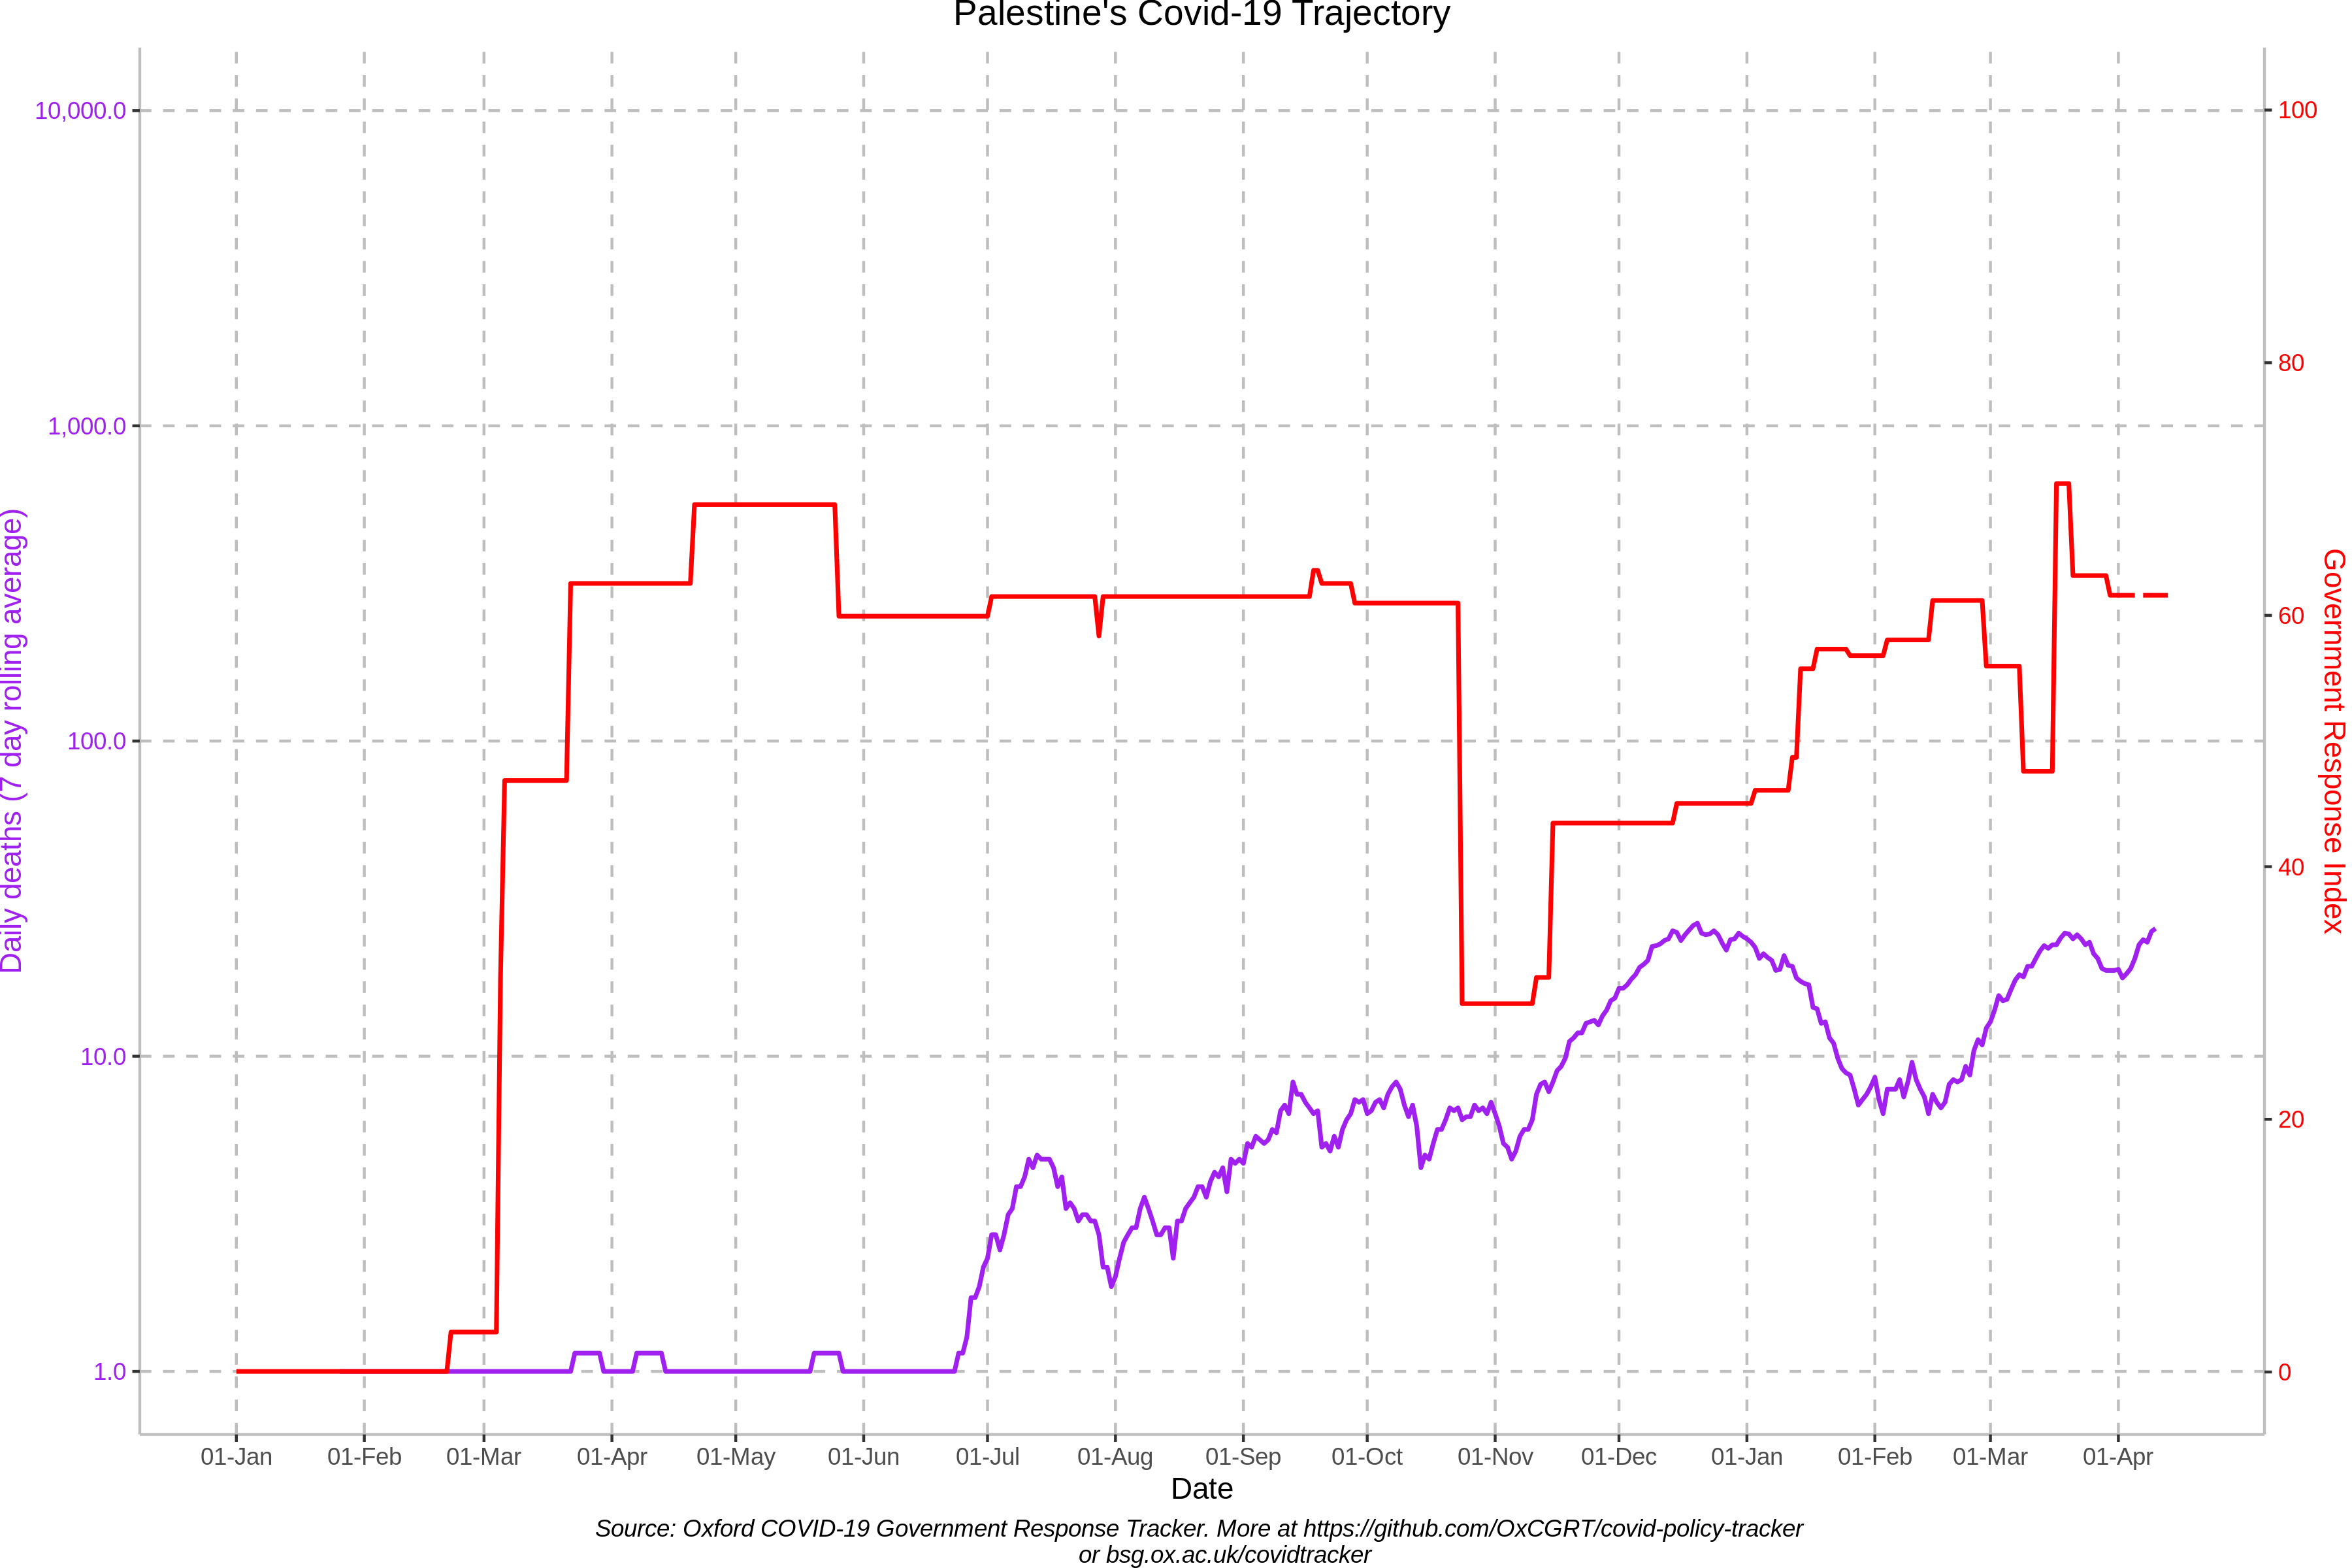 Palestine's Covid-19 Trajectory
10,000.0
1,000.0
100.0
10.0
1.0
Daily deaths (7 day rolling average)
100
80
60
40
20
0
Government Response Index
01-Jan 01-Feb 01-Mar 01-Apr 01-May 01-Jun 01-Jul 01-Aug 01-Sep 01-Oct 01-Nov 01-Dec 01-Jan 01-Feb 01-Mar 01-Apr
Date
Source: Oxford COVID-19 Government Response Tracker. More at https://github.com/OxCGRT/covid-policy-tracker
or bsg.ox.ac.uk/covidtracker